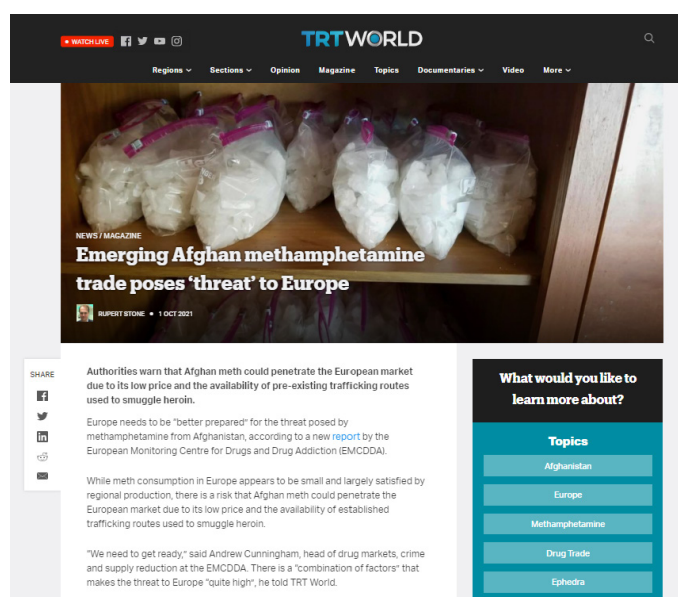 WATCH LIVE
TRTWORLD
Regions Sections Opinion Magazine Topics Documentaries Video More
NEWS / MAGAZINE
Emerging Afghan methamphetamine
trade poses ‘threat’ to Europe
RUPERT STONE • 1 OCT 2021
SHARE
Authorities warn that Afghan meth could penetrate the European market
due to its low price and the availability of pre-existing trafficking routes
used to smuggle heroin.
Europe needs to be "better prepared" for the threat posed by
methamphetamine from Afghanistan, according to a new report by the
European Monitoring Centre for Drugs and Drug Addiction (EMCDDA).
While meth consumption in Europe appears to be small and largely satisfied by
regional production, there is a risk that Afghan meth could penetrate the
European market due to its low price and the availability of established
trafficking routes used to smuggle heroin.
"We need to get ready," said Andrew Cunningham, head of drug markets, crime
and supply reduction at the EMCDDA. There is a "combination of factors" that
makes the threat to Europe "quite high", he told TRT World.
What would you like to
learn more about?
Topics
Afghanistan
Europe
Methamphetamine
Drug Trade
Ephedra